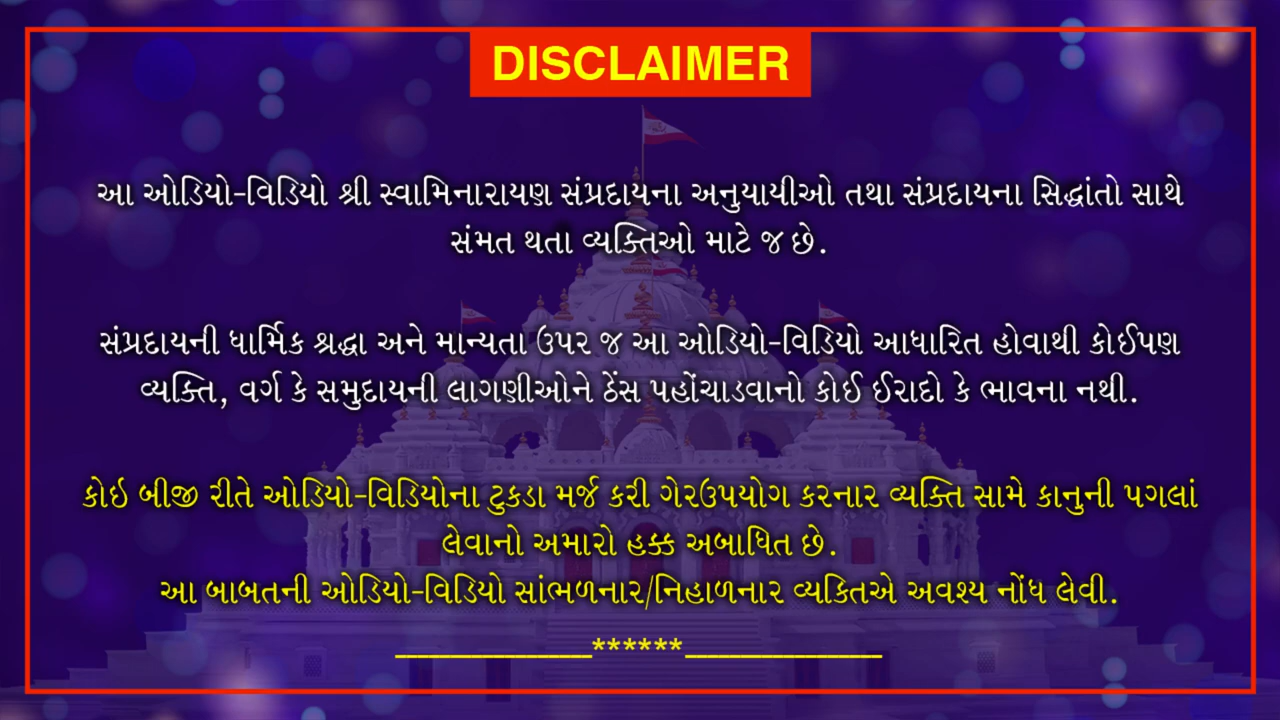 DISCLAIMER
આ ઓડિયો-વિડિયો શ્રી સ્વામિનારાયણ સંપ્રદાયના અનુયાયીઓ તથા સંપ્રદાયના સિદ્ધાંતો સાથે
સંમત થતા વ્યક્તિઓ માટે જ છે.
સંપ્રદાયની ધાર્મિક શ્રદ્ધા અને માન્યતા ઉપર જ આ ઓડિયો-વિડિયો આધારિત હોવાથી કોઈપણ
વ્યક્તિ, વર્ગ કે સમુદાયની લાગણીઓને ઠેંસ પહોંચાડવાનો કોઈ ઈરાદો કે ભાવના નથી.
કોઇ બીજી રીતે ઓડિયો-વિડિયોના ટુકડા મર્જ કરી ગેરઉપયોગ કરનાર વ્યક્તિ સામે કાનુની પગલાં
લેવાનો અમારો હક્ક અબાધિત છે.
આ બાબતની ઓડિયો-વિડિયો સાંભળનાર/નિહાળનાર વ્યકિતએ અવશ્ય નોંધ લેવી.
________________******________________